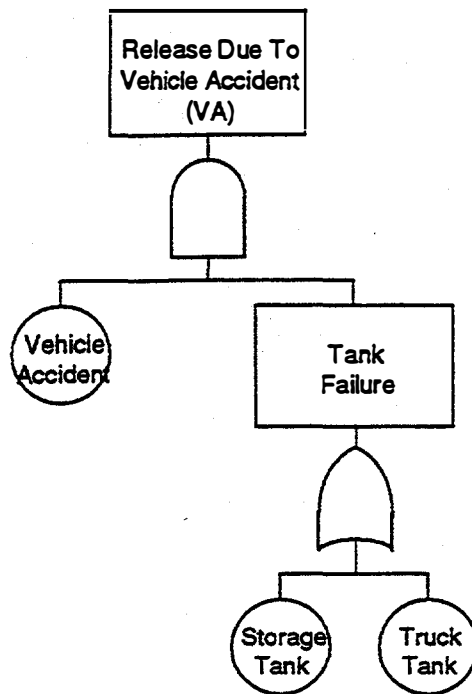 Release Due To
Vehicle Accident
(VA)
Vehicle
Accident
Tank
Failure
Storage
Tank
Truck
Tank